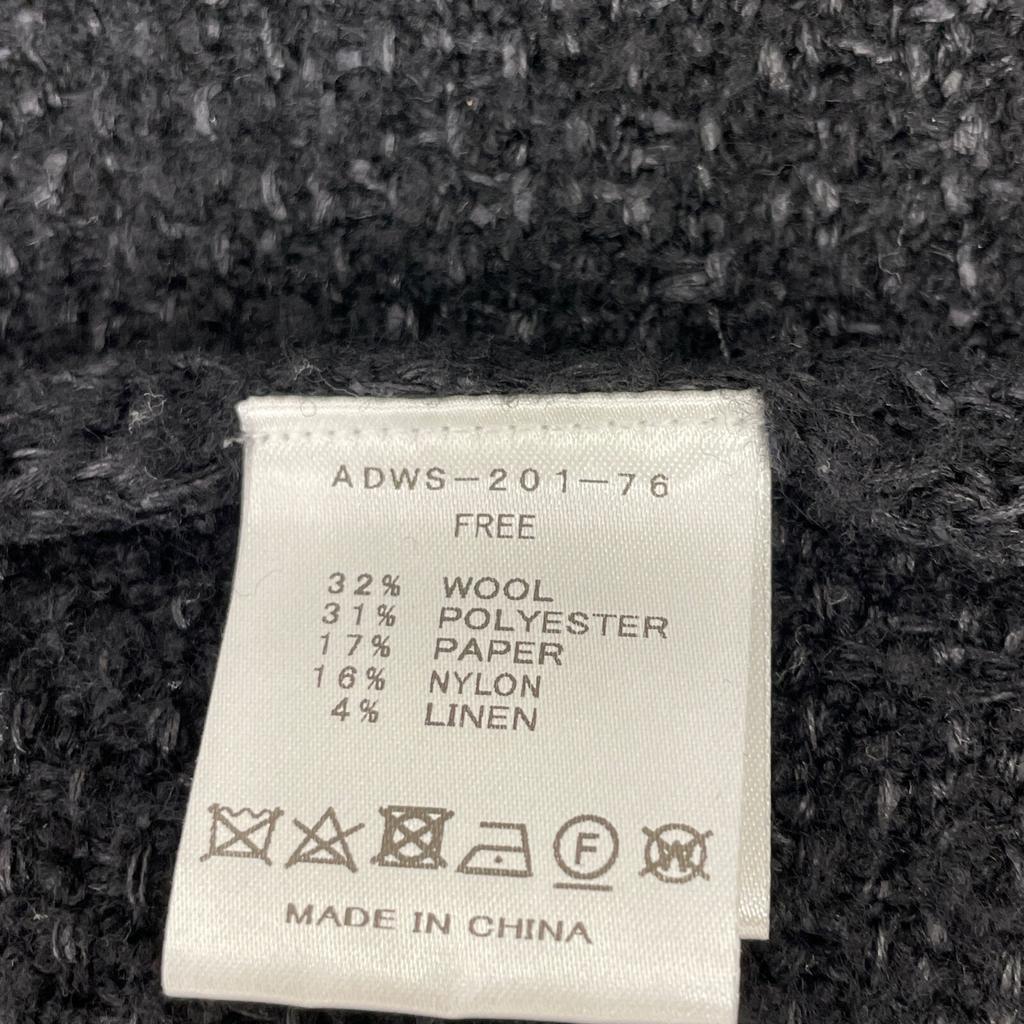 ADWS-201-76
FREE
32% WOOL
31% POLYESTER
17% PAPER
16% NYLON
4% LINEN
F W
MADE IN CHINA